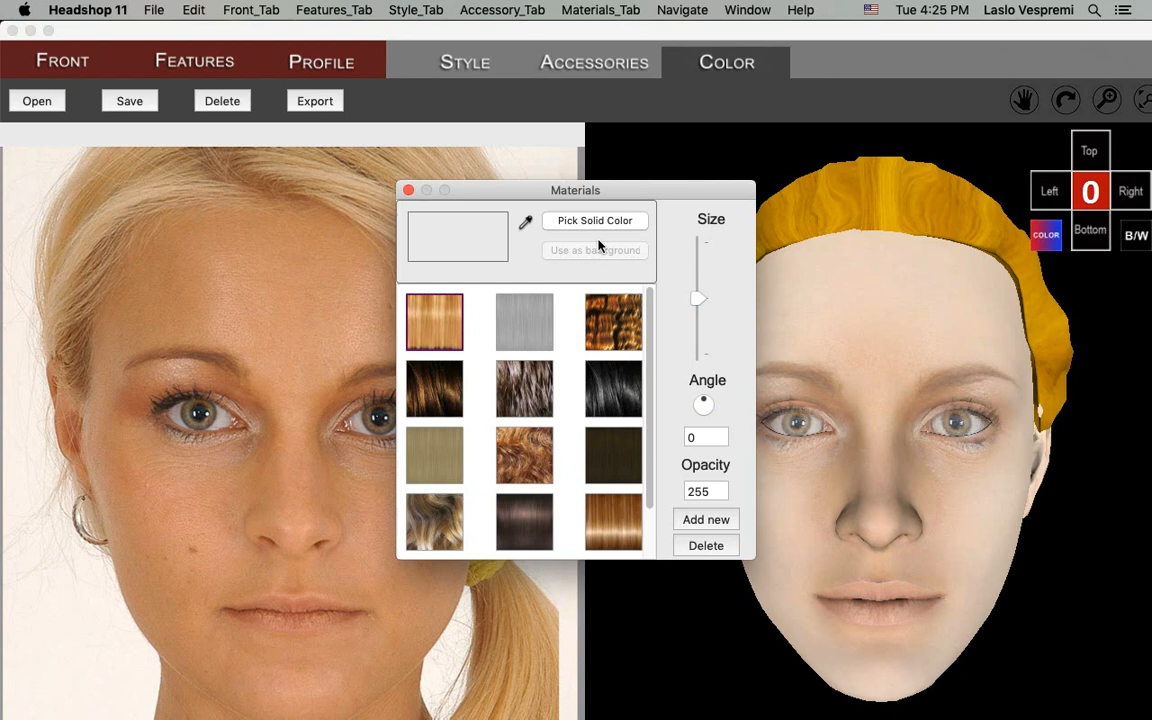 Headshop 11 File Edit Front_Tab Features_Tab Style_Tab Accessory_Tab Materials_Tab Navigate Window Help Tue 4:25 PM Laslo Vespremi
FRONT FEATURES PROFILE STYLE ACCESSORIES COLOR
Open Save Delete Export
Top
Left 0 Right
Bottom
COLOR B/W
Materials
Pick Solid Color
Use as background
Size
Angle
0
Opacity
255
Add new
Delete